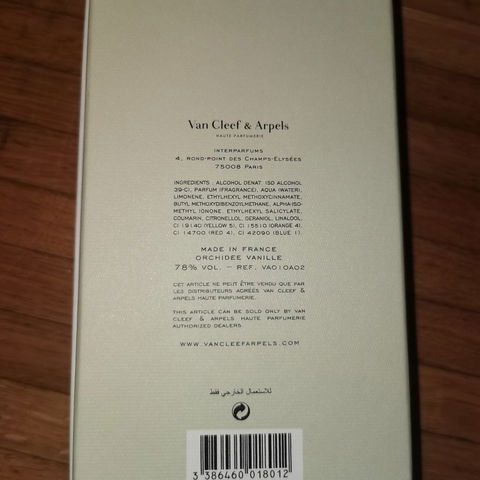 Van Cleef & Arpels
HAUTE PARFUMERIE
INTERPARFUMS
4, ROND-POINT DES CHAMPS-ELYSÉES
75008 PARIS
INGREDIENTS : ALCOHOL DENAT. (SD ALCOHOL
39-C), PARFUM (FRAGRANCE), AQUA (WATER),
LIMONENE, ETHYLHEXYL METHOXYCINNAMATE,
BUTYL METHOXYDIBENZOYLMETHANE, ALPHA-ISO-
METHYL IONONE, ETHYLHEXYL SALICYLATE,
COUMARIN, CITRONELLOL, GERANIOL, LINALOOL,
CI 19140 (YELLOW 5), CI 15510 (ORANGE 4),
CI 14700 (RED 4), CI 42090 (BLUE 1).
MADE IN FRANCE
ORCHIDEE VANILLE
78% VOL. – REF. VA010A02
CET ARTICLE NE PEUT ÊTRE VENDU QUE PAR
LES DISTRIBUTEURS AGRÉÉS VAN CLEEF &
ARPELS HAUTE PARFUMERIE.
THIS ARTICLE CAN BE SOLD ONLY BY VAN
CLEEF & ARPELS HAUTE PARFUMERIE
AUTHORIZED DEALERS.
WWW.VANCLEEFARPELS.COM
للاستعمال الخارجي فقط
3 386460 018012